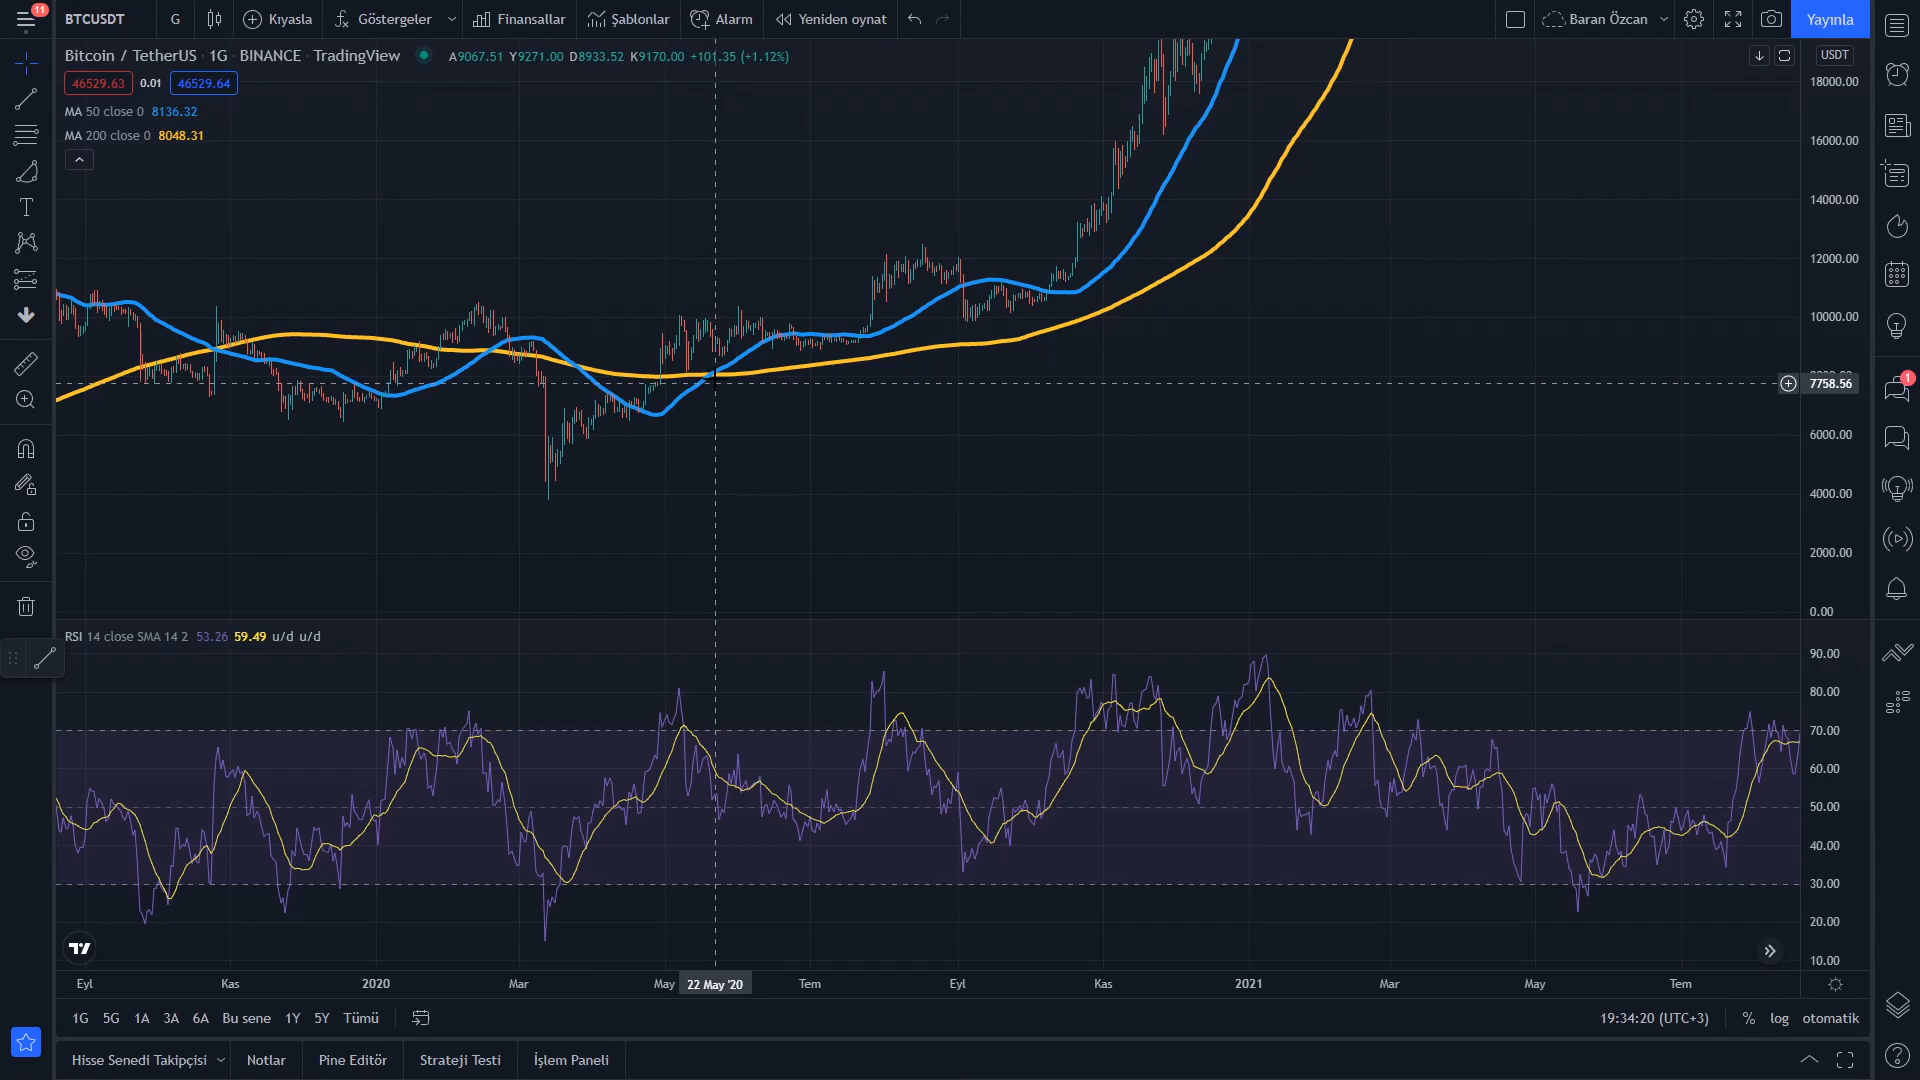 11
BTCUSDT
G
Kıyasla
Göstergeler
Finansallar
Şablonlar
Alarm
Yeniden oynat
Baran Özcan
Yayınla
Bitcoin / TetherUS · 1G · BINANCE · TradingView
A9067.51 Y9271.00 D8933.52 K9170.00 +101.35 (+1.12%)
USDT
46529.63 0.01 46529.64
MA 50 close 0 8136.32
MA 200 close 0 8048.31
18000.00
16000.00
14000.00
12000.00
10000.00
7758.56
6000.00
4000.00
2000.00
0.00
1
RSI 14 close SMA 14 2 53.26 59.49 u/d u/d
90.00
80.00
70.00
60.00
50.00
40.00
30.00
20.00
10.00
Eyl Kas 2020 Mar May 22 May '20 Tem Eyl Kas 2021 Mar May Tem
1G 5G 1A 3A 6A Bu sene 1Y 5Y Tümü
19:34:20 (UTC+3) % log otomatik
Hisse Senedi Takipçisi Notlar Pine Editör Strateji Testi İşlem Paneli